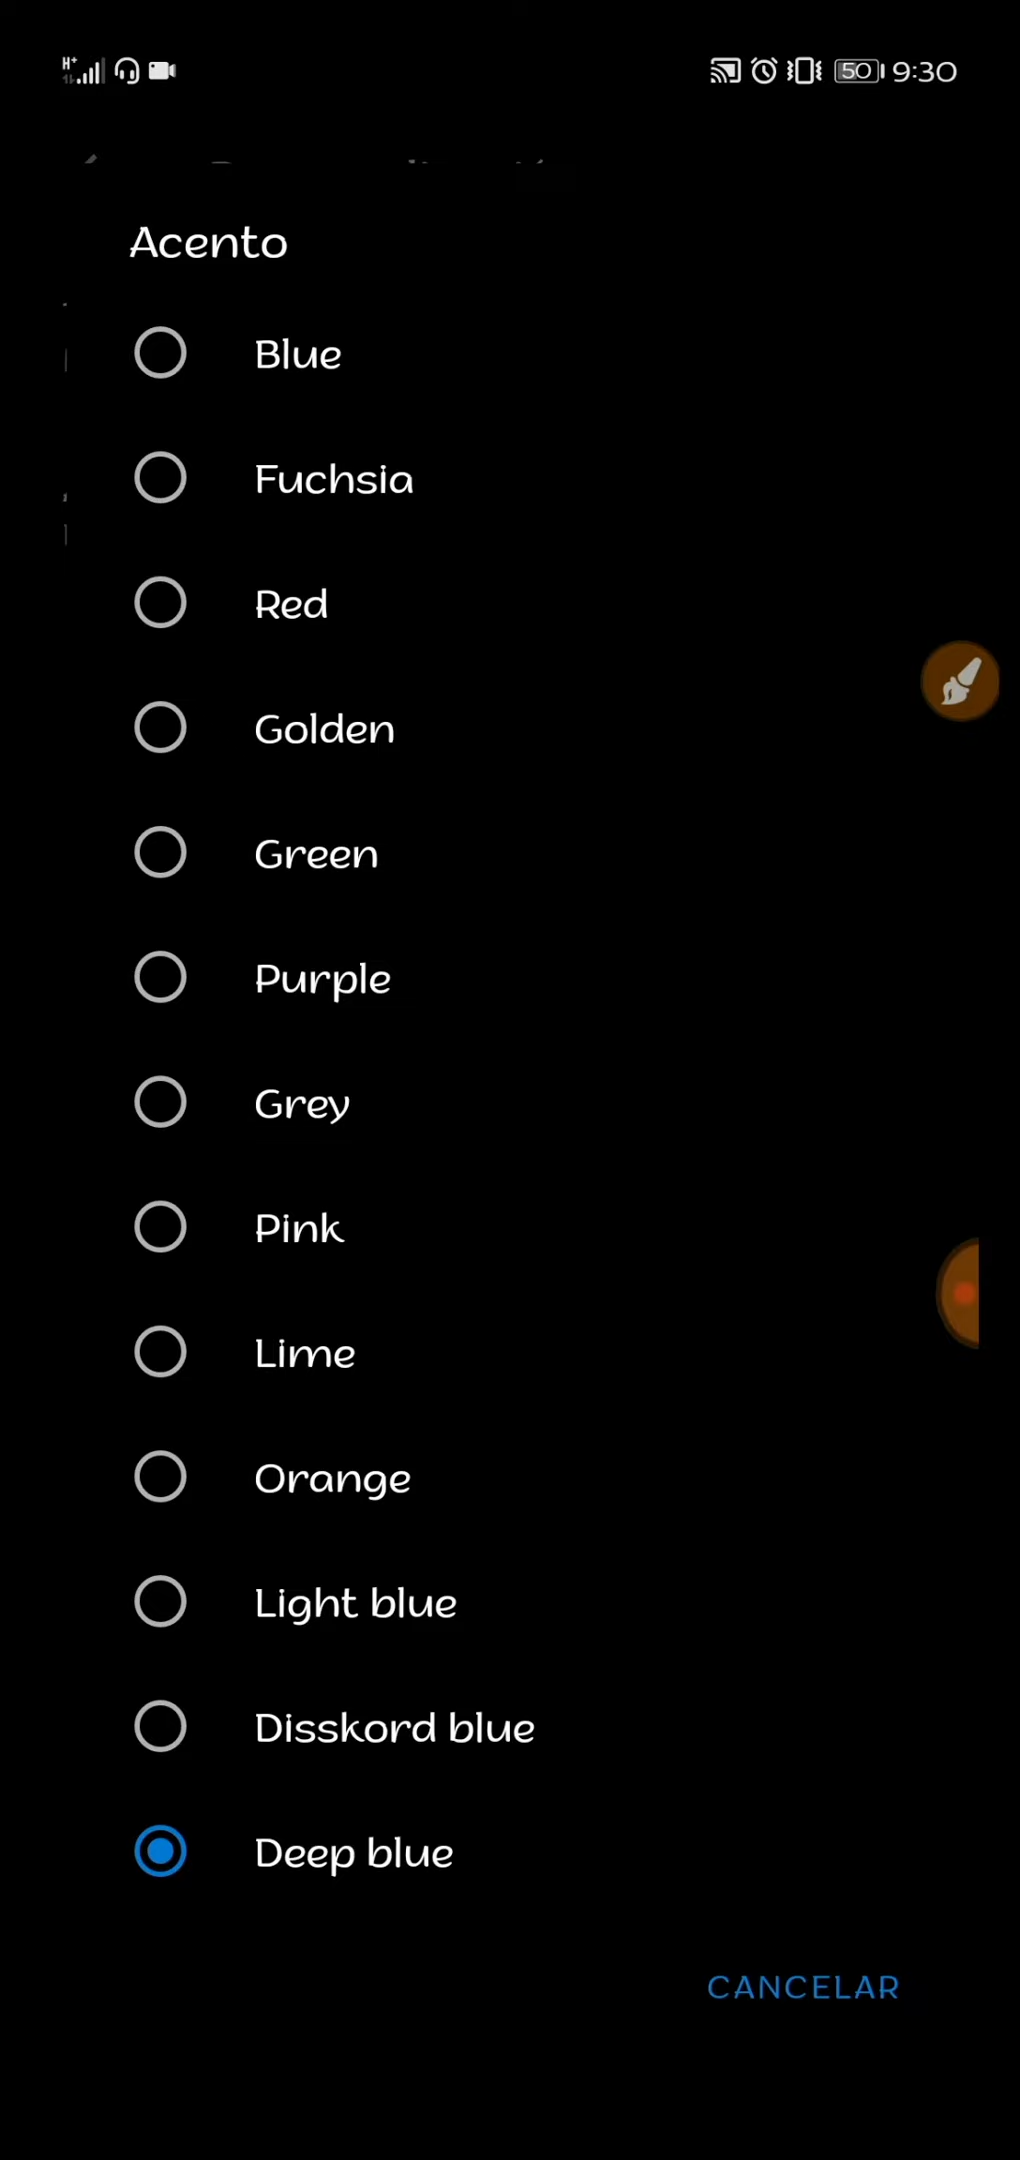 H+ 50 9:30
Acento
Blue
Fuchsia
Red
Golden
Green
Purple
Grey
Pink
Lime
Orange
Light blue
Disskord blue
Deep blue
CANCELAR